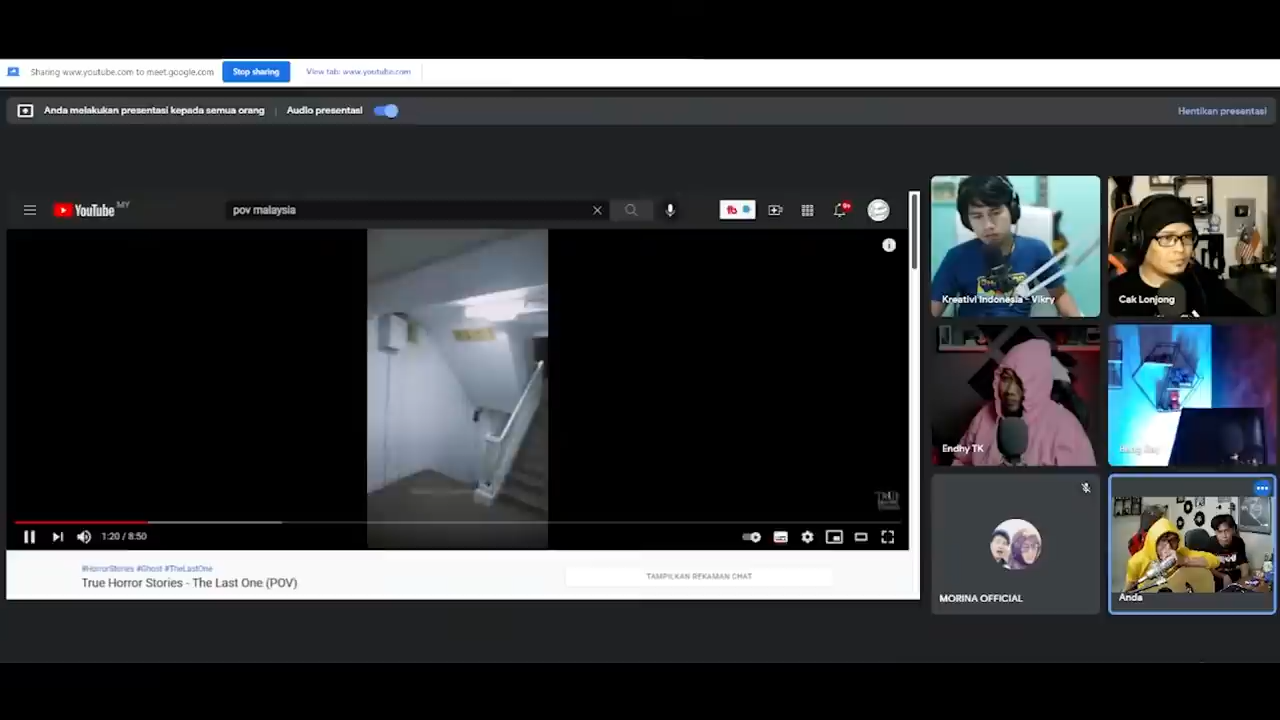 Sharing www.youtube.com to meet.google.com
Stop sharing
View tab: www.youtube.com
Anda melakukan presentasi kepada semua orang
Audio presentasi
Hentikan presentasi
YouTube MY
pov malaysia
9+
1:20 / 8:50
#HorrorStories #Ghost #TheLastOne
True Horror Stories - The Last One (POV)
TAMPILKAN REKAMAN CHAT
Kreativi Indonesia - Vikry
Cak Lonjong
Endhy TK
MORINA OFFICIAL
Anda